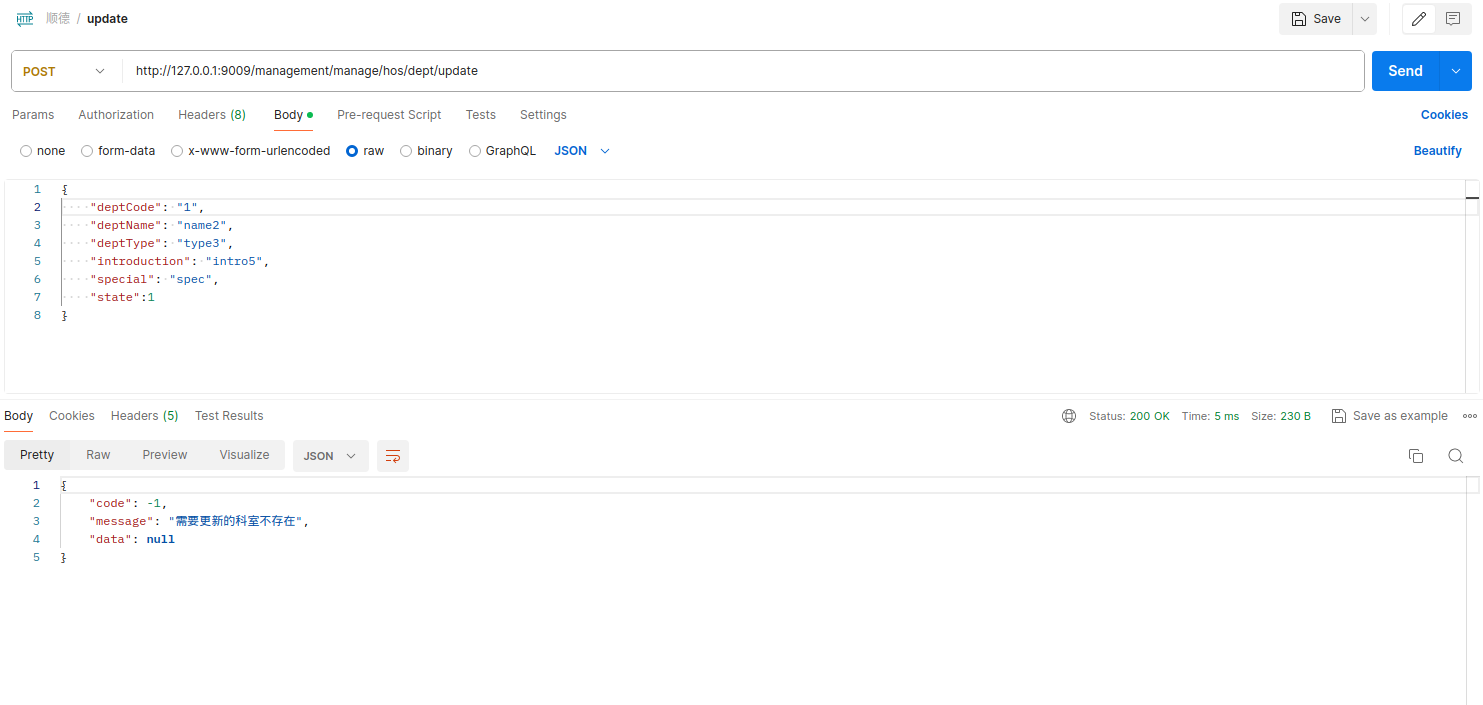 HTTP 顺德 / update Save
POST http://127.0.0.1:9009/management/manage/hos/dept/update Send
Params Authorization Headers (8) Body Pre-request Script Tests Settings Cookies
none form-data x-www-form-urlencoded raw binary GraphQL JSON Beautify
1 {
2 ····"deptCode":·"1",
3 ····"deptName":·"name2",
4 ····"deptType":·"type3",
5 ····"introduction":·"intro5",
6 ····"special":·"spec",
7 ····"state":1
8 }
Body Cookies Headers (5) Test Results Status: 200 OK Time: 5 ms Size: 230 B Save as example
Pretty Raw Preview Visualize JSON
1 {
2 "code": -1,
3 "message": "需要更新的科室不存在",
4 "data": null
5 }